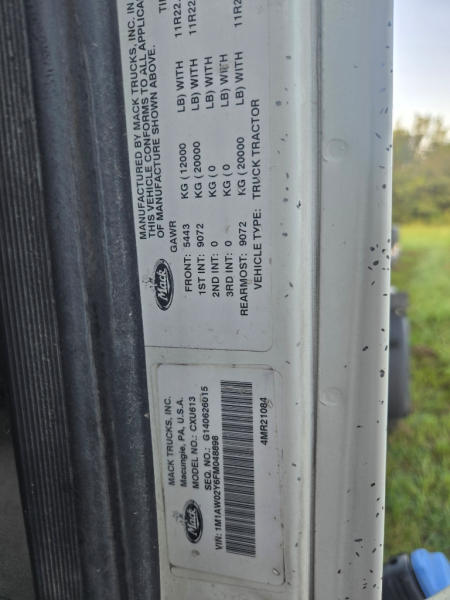 MANUFACTURED BY MACK TRUCKS, INC. IN
THIS VEHICLE CONFORMS TO ALL APPLICA
OF MANUFACTURE SHOWN ABOVE.
GAWR
FRONT: 5443 KG (12000 LB) WITH 11R22.
1ST INT: 9072 KG (20000 LB) WITH 11R22
2ND INT: 0 KG (0 LB) WITH
3RD INT: 0 KG (0 LB) WITH
REARMOST: 9072 KG (20000 LB) WITH 11R2
VEHICLE TYPE: TRUCK TRACTOR
Mack
MACK TRUCKS, INC.
Macungie, PA, U.S.A.
MODEL NO.: CXU613
SEQ. NO.: G140626015
VIN: 1M1AW02Y6FM048898
4MR21084
Mack